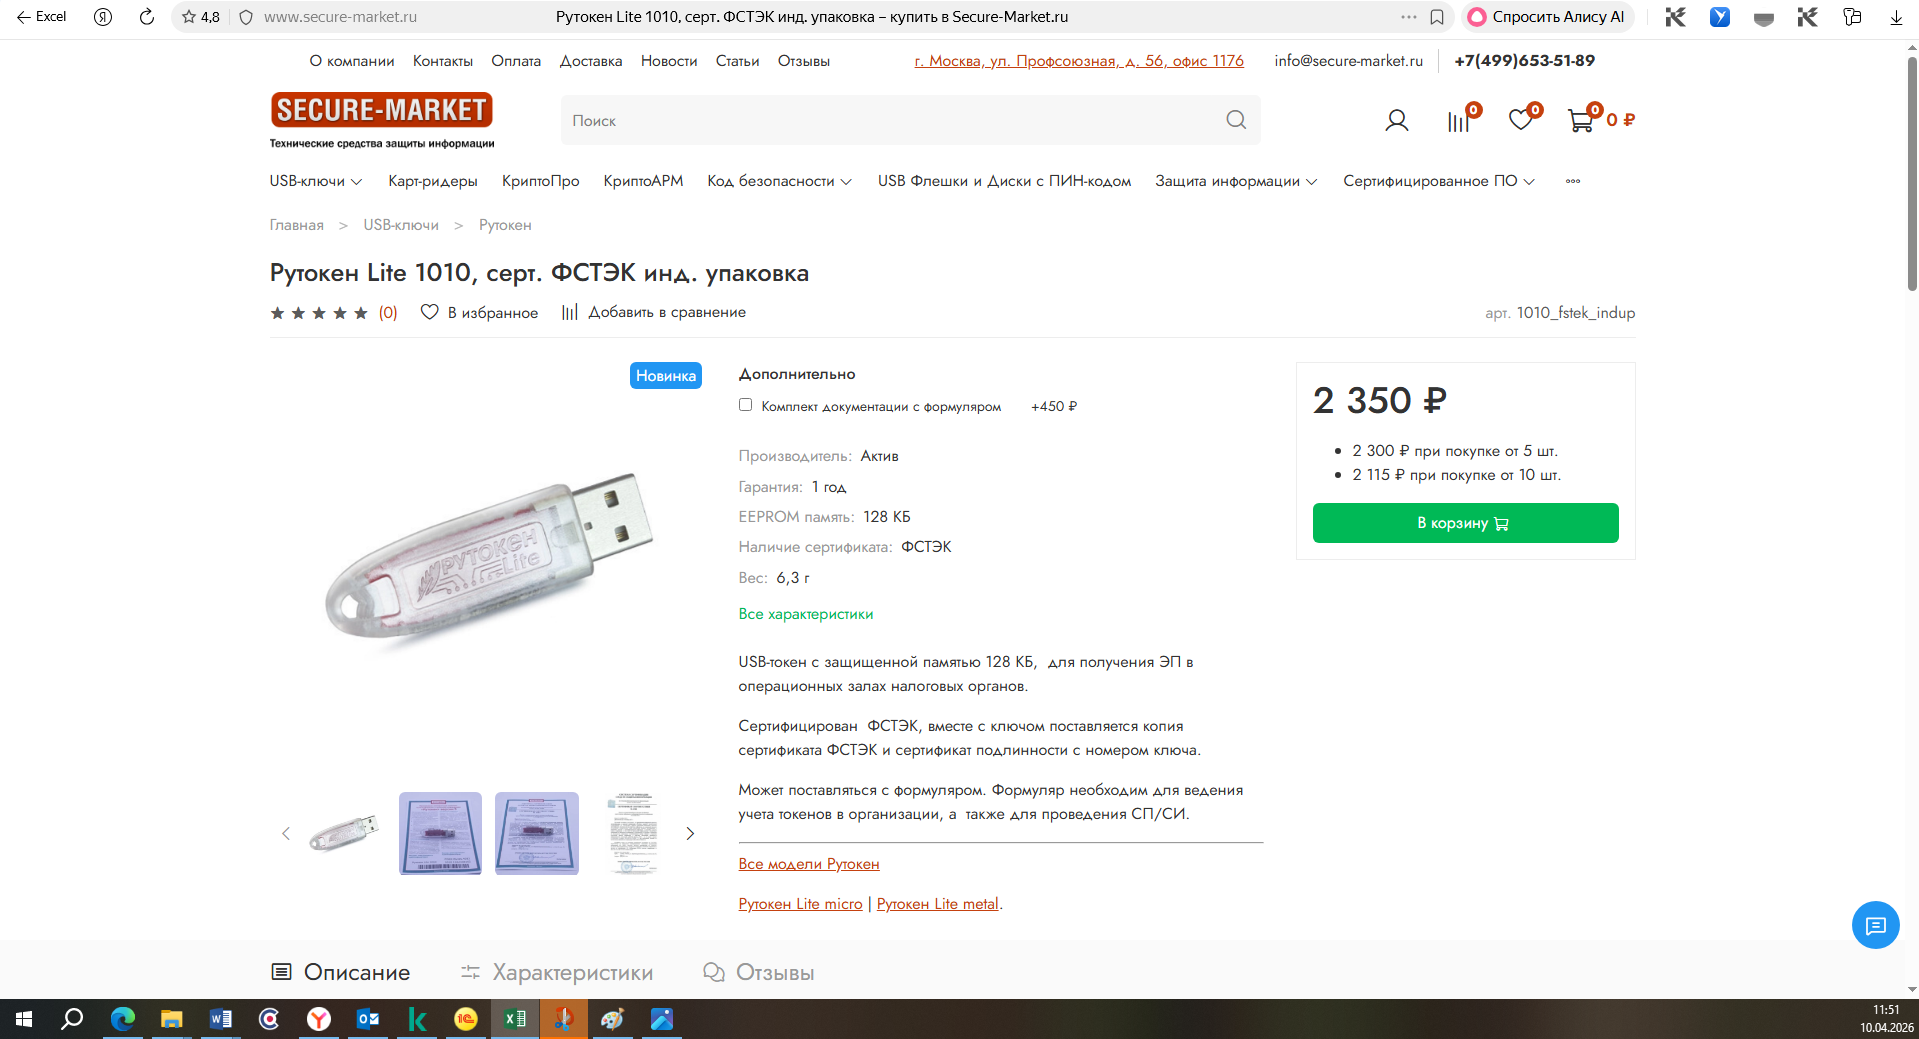 Excel
4,8
www.secure-market.ru
Рутокен Lite 1010, серт. ФСТЭК инд. упаковка – купить в Secure-Market.ru
Спросить Алису AI
О компании Контакты Оплата Доставка Новости Статьи Отзывы
г. Москва, ул. Профсоюзная, д. 56, офис 1176
info@secure-market.ru
+7(499)653-51-89
SECURE-MARKET
Технические средства защиты информации
Поиск
0
0
0
0 ₽
USB-ключи Карт-ридеры КриптоПро КриптоАРМ Код безопасности USB Флешки и Диски с ПИН-кодом Защита информации Сертифицированное ПО
Главная > USB-ключи > Рутокен
Рутокен Lite 1010, серт. ФСТЭК инд. упаковка
(0) В избранное Добавить в сравнение
арт. 1010_fstek_indup
Новинка
РУТОКЕН
Lite
Дополнительно
Комплект документации с формуляром +450 ₽
Производитель: Актив
Гарантия: 1 год
EEPROM память: 128 КБ
Наличие сертификата: ФСТЭК
Вес: 6,3 г
Все характеристики
USB-токен с защищенной памятью 128 КБ, для получения ЭП в
операционных залах налоговых органов.
Сертифицирован ФСТЭК, вместе с ключом поставляется копия
сертификата ФСТЭК и сертификат подлинности с номером ключа.
Может поставляться с формуляром. Формуляр необходим для ведения
учета токенов в организации, а также для проведения СП/СИ.
Все модели Рутокен
Рутокен Lite micro | Рутокен Lite metal.
2 350 ₽
2 300 ₽ при покупке от 5 шт.
2 115 ₽ при покупке от 10 шт.
В корзину
Описание Характеристики Отзывы
11:51
10.04.2026